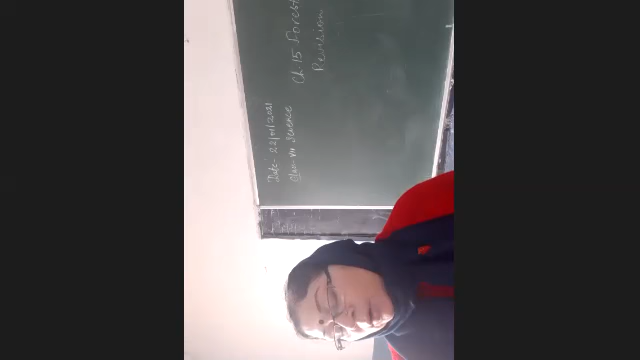 Date:- 22/01/2021
Class-VII Science
Ch.15 Forest
Revision